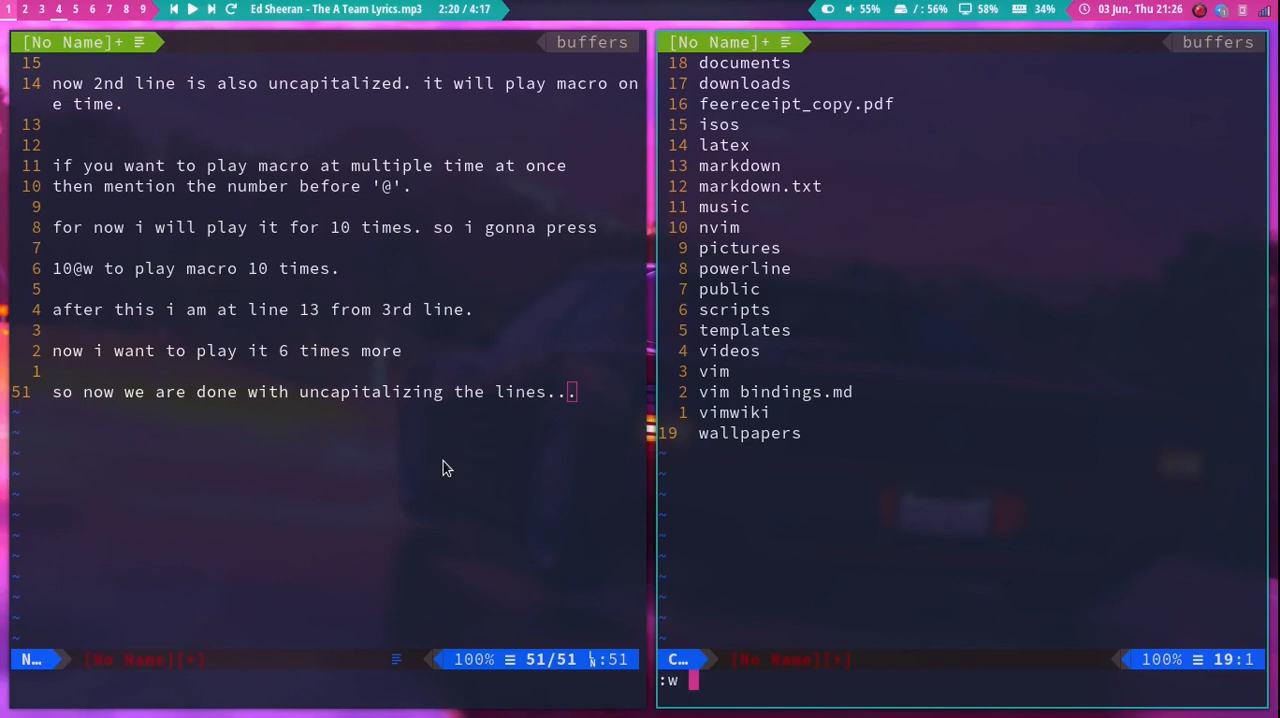 1 2 3 4 5 6 7 8 9
Ed Sheeran - The A Team Lyrics.mp3 2:20 / 4:17
55% / : 56% 58% 34% 03 Jun, Thu 21:26
[No Name]+ buffers
15
14 now 2nd line is also uncapitalized. it will play macro on
e time.
13
12
11 if you want to play macro at multiple time at once
10 then mention the number before '@'.
9
8 for now i will play it for 10 times. so i gonna press
7
6 10@w to play macro 10 times.
5
4 after this i am at line 13 from 3rd line.
3
2 now i want to play it 6 times more
1
51 so now we are done with uncapitalizing the lines...
~
~
~
~
~
~
~
~
~
~
~
N... [No Name][+] 100% 51/51 LN:51
[No Name]+ buffers
18 documents
17 downloads
16 feereceipt_copy.pdf
15 isos
14 latex
13 markdown
12 markdown.txt
11 music
10 nvim
9 pictures
8 powerline
7 public
6 scripts
5 templates
4 videos
3 vim
2 vim bindings.md
1 vimwiki
19 wallpapers
~
~
~
~
~
~
~
~
~
C... [No Name][+] 100% 19:1
:w